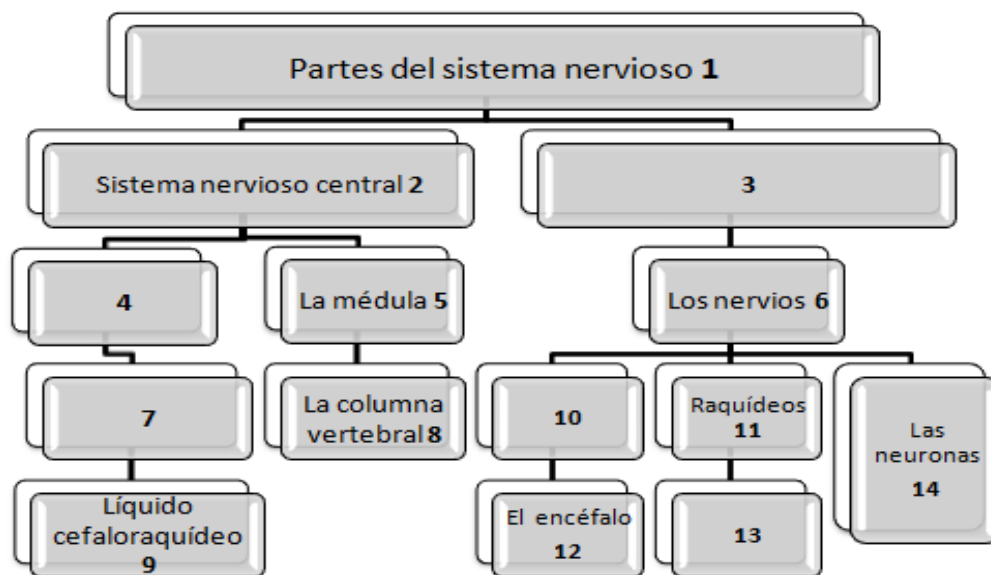 Partes del sistema nervioso 1
Sistema nervioso central 2
3
4
La médula 5
Los nervios 6
7
La columna
vertebral 8
10
Raquídeos
11
Las
neuronas
14
Líquido
cefaloraquídeo
9
El encéfalo
12
13